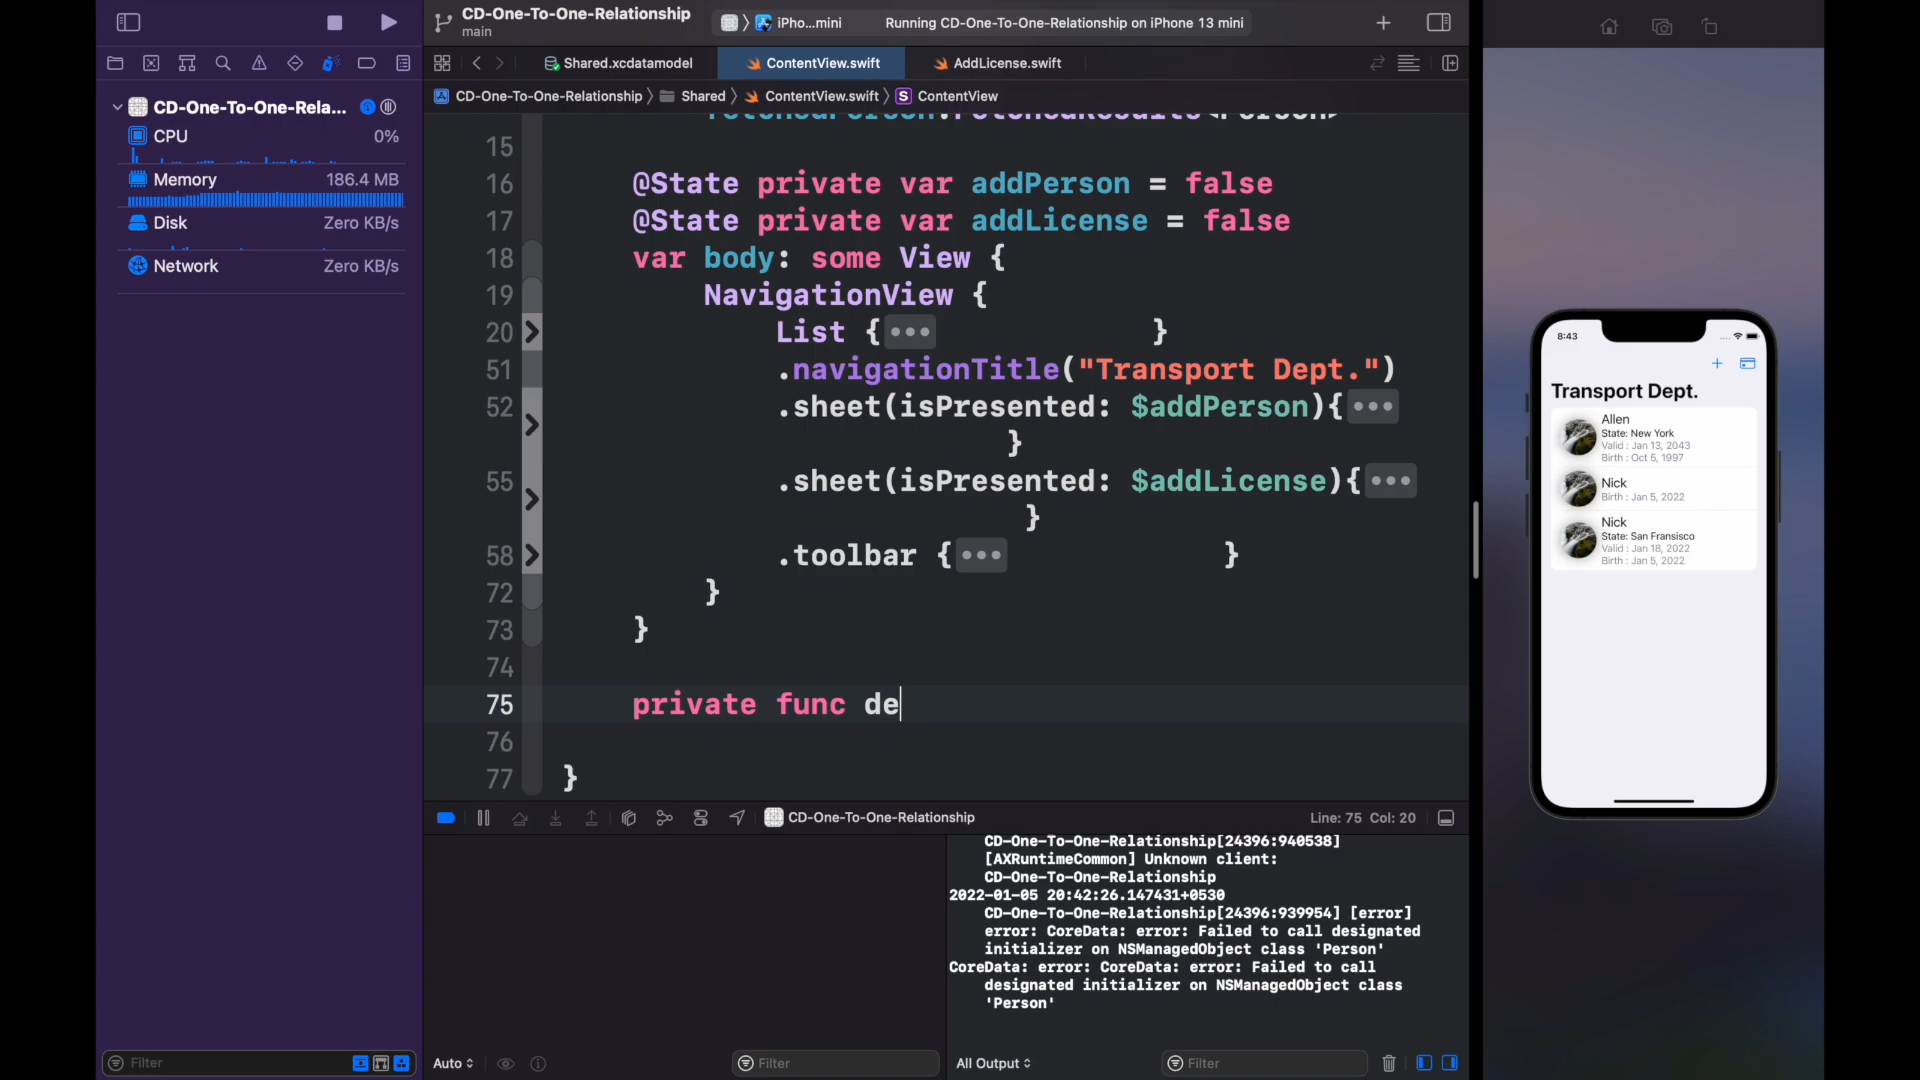 CD-One-To-One-Relationship
main
iPho...mini
Running CD-One-To-One-Relationship on iPhone 13 mini
Shared.xcdatamodel
ContentView.swift
AddLicense.swift
CD-One-To-One-Relationship
Shared
ContentView.swift
ContentView
CD-One-To-One-Rela...
CPU 0%
Memory 186.4 MB
Disk Zero KB/s
Network Zero KB/s
Filter
15
16 @State private var addPerson = false
17 @State private var addLicense = false
18 var body: some View {
19 NavigationView {
20 List {••• }
51 .navigationTitle("Transport Dept.")
52 .sheet(isPresented: $addPerson){•••
}
55 .sheet(isPresented: $addLicense){•••
}
58 .toolbar {••• }
72 }
73 }
74
75 private func de
76
77 }
CD-One-To-One-Relationship
Line: 75 Col: 20
CD-One-To-One-Relationship[24396:940538]
[AXRuntimeCommon] Unknown client:
CD-One-To-One-Relationship
2022-01-05 20:42:26.147431+0530
CD-One-To-One-Relationship[24396:939954] [error]
error: CoreData: error: Failed to call designated
initializer on NSManagedObject class 'Person'
CoreData: error: CoreData: error: Failed to call
designated initializer on NSManagedObject class
'Person'
Auto
Filter
All Output
Filter
8:43
Transport Dept.
Allen
State: New York
Valid : Jan 13, 2043
Birth : Oct 5, 1997
Nick
Birth : Jan 5, 2022
Nick
State: San Fransisco
Valid : Jan 18, 2022
Birth : Jan 5, 2022